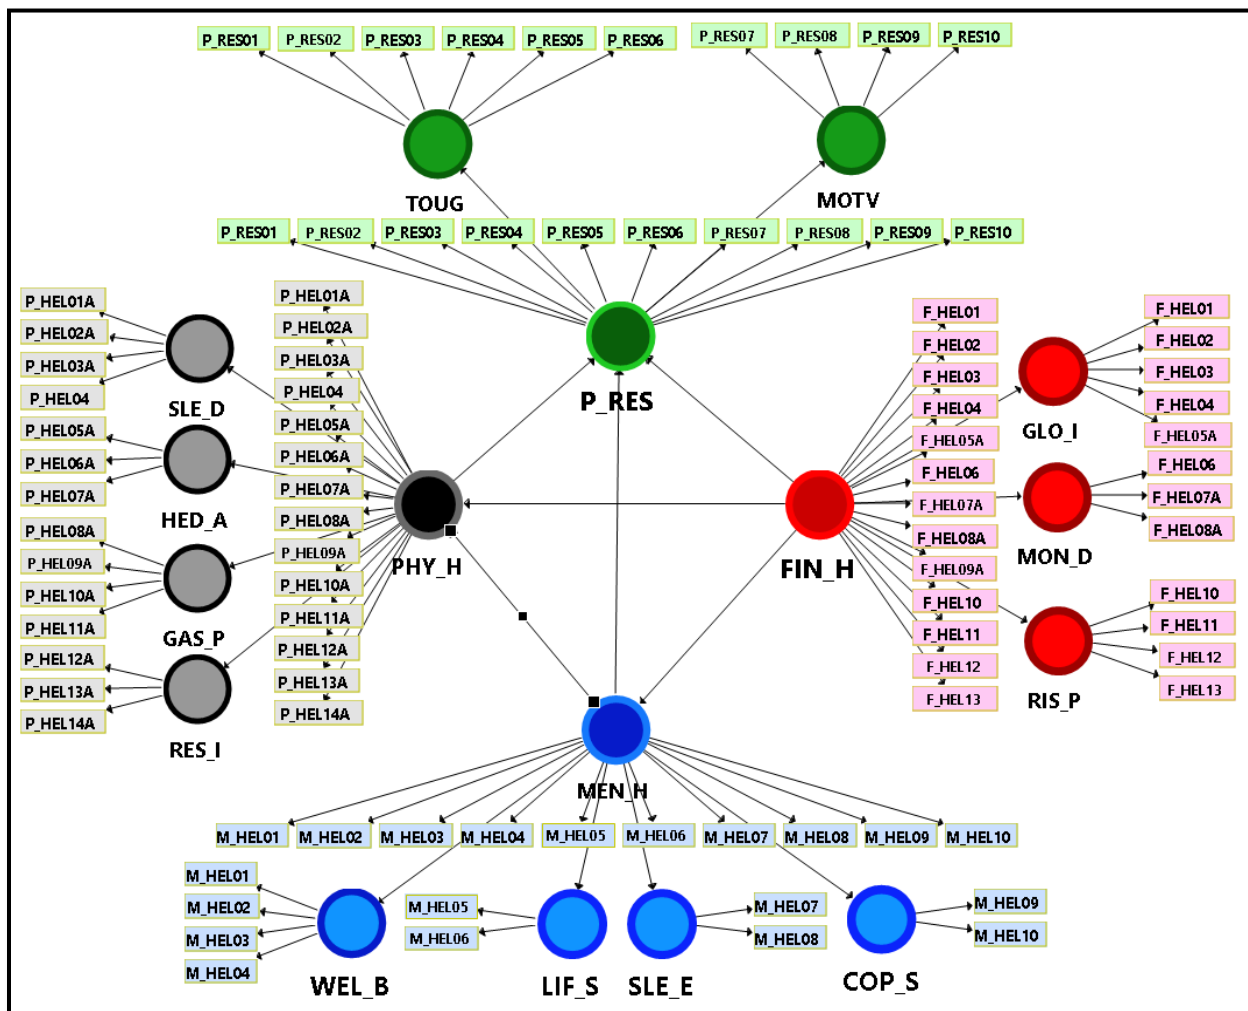 P_RES01 P_RES02 P_RES03 P_RES04 P_RES05 P_RES06
P_RES07 P_RES08 P_RES09 P_RES10
TOUG
MOTV
P_RES01 P_RES02 P_RES03 P_RES04 P_RES05 P_RES06 P_RES07 P_RES08 P_RES09 P_RES10
P_RES
P_HEL01A
P_HEL02A
P_HEL03A
P_HEL04
SLE_D
P_HEL05A
P_HEL06A
P_HEL07A
HED_A
P_HEL08A
P_HEL09A
P_HEL10A
P_HEL11A
GAS_P
P_HEL12A
P_HEL13A
P_HEL14A
RES_I
P_HEL01A
P_HEL02A
P_HEL03A
P_HEL04
P_HEL05A
P_HEL06A
P_HEL07A
P_HEL08A
P_HEL09A
P_HEL10A
P_HEL11A
P_HEL12A
P_HEL13A
P_HEL14A
PHY_H
FIN_H
F_HEL01
F_HEL02
F_HEL03
F_HEL04
F_HEL05A
F_HEL06
F_HEL07A
F_HEL08A
F_HEL09A
F_HEL10
F_HEL11
F_HEL12
F_HEL13
F_HEL01
F_HEL02
F_HEL03
F_HEL04
F_HEL05A
GLO_I
F_HEL06
F_HEL07A
F_HEL08A
MON_D
F_HEL10
F_HEL11
F_HEL12
F_HEL13
RIS_P
MEN_H
M_HEL01 M_HEL02 M_HEL03 M_HEL04 M_HEL05 M_HEL06 M_HEL07 M_HEL08 M_HEL09 M_HEL10
M_HEL01
M_HEL02
M_HEL03
M_HEL04
WEL_B
M_HEL05
M_HEL06
LIF_S
M_HEL07
M_HEL08
SLE_E
M_HEL09
M_HEL10
COP_S